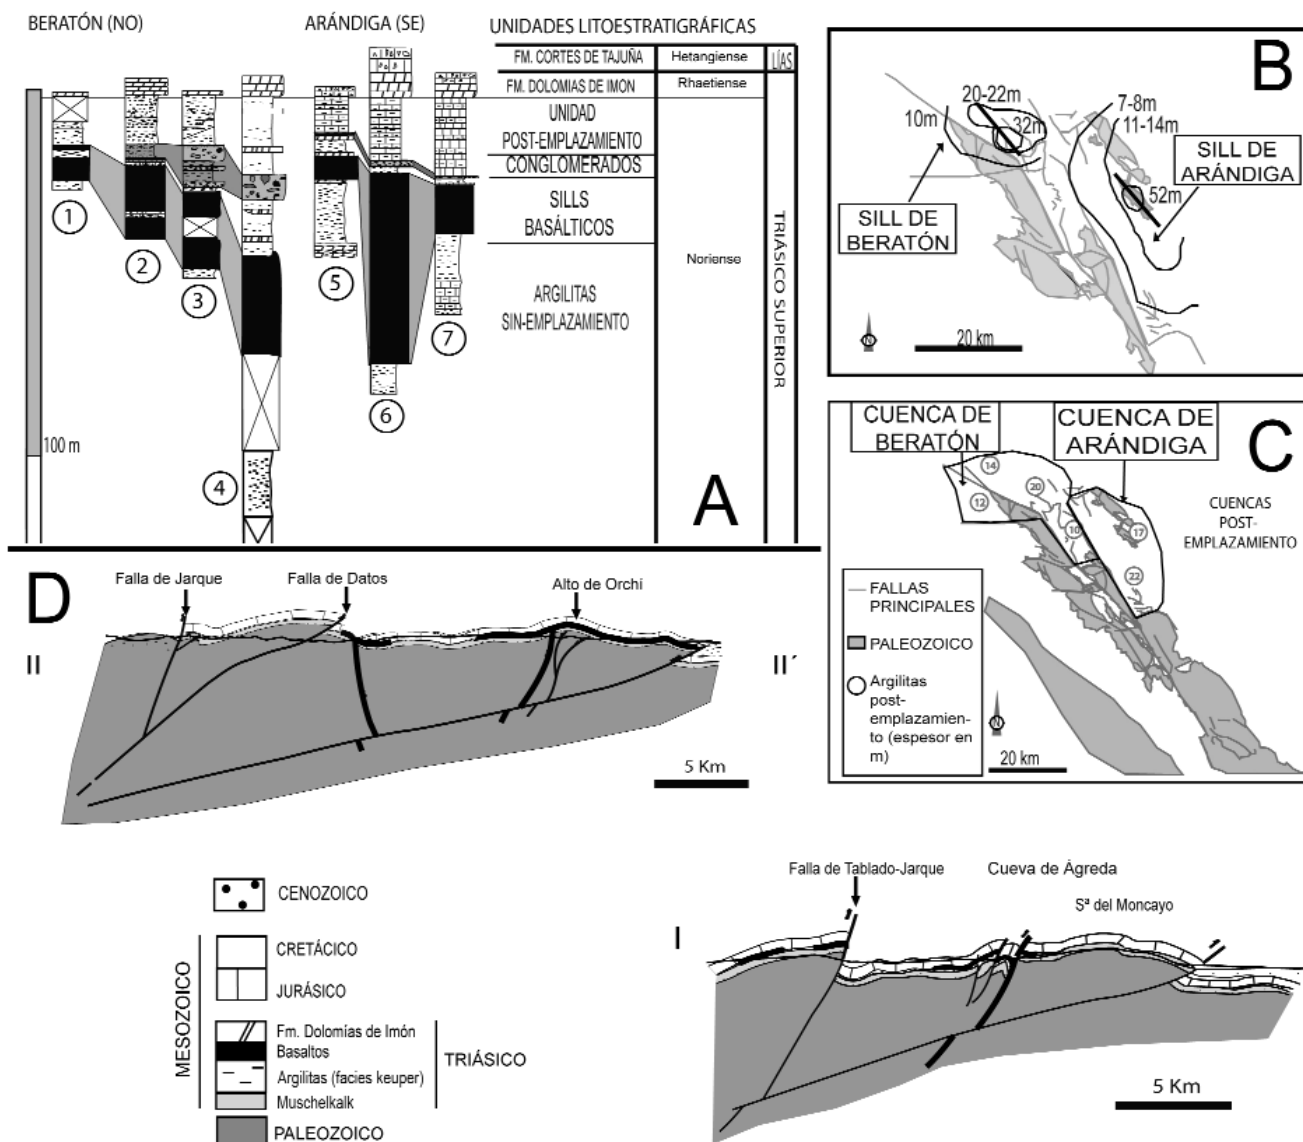 BERATÓN (NO)
ARÁNDIGA (SE)
UNIDADES LITOESTRATIGRÁFICAS
FM. CORTES DE TAJUÑA
Hetangiense
LÍAS
FM. DOLOMIAS DE IMON
Rhaetiense
UNIDAD
POST-EMPLAZAMIENTO
CONGLOMERADOS
SILLS
BASÁLTICOS
Noriense
ARGILITAS
SIN-EMPLAZAMIENTO
TRIÁSICO SUPERIOR
1
2
3
4
5
6
7
100 m
A
B
20-22m
10m
32m
7-8m
11-14m
SILL DE
ARÁNDIGA
52m
SILL DE
BERATÓN
N
20 km
C
CUENCA DE
BERATÓN
CUENCA DE
ARÁNDIGA
14
12
20
10
17
22
CUENCAS
POST-
EMPLAZAMIENTO
FALLAS
PRINCIPALES
PALEOZOICO
Argilitas
post-
emplazamien-
to (espesor en
m)
N
20 km
D
Falla de Jarque
Falla de Datos
Alto de Orchi
II
II´
5 Km
Falla de Tablado-Jarque
Cueva de Ágreda
Sª del Moncayo
I
5 Km
CENOZOICO
MESOZOICO
CRETÁCICO
JURÁSICO
Fm. Dolomías de Imón
Basaltos
Argilitas (facies keuper)
Muschelkalk
TRIÁSICO
PALEOZOICO